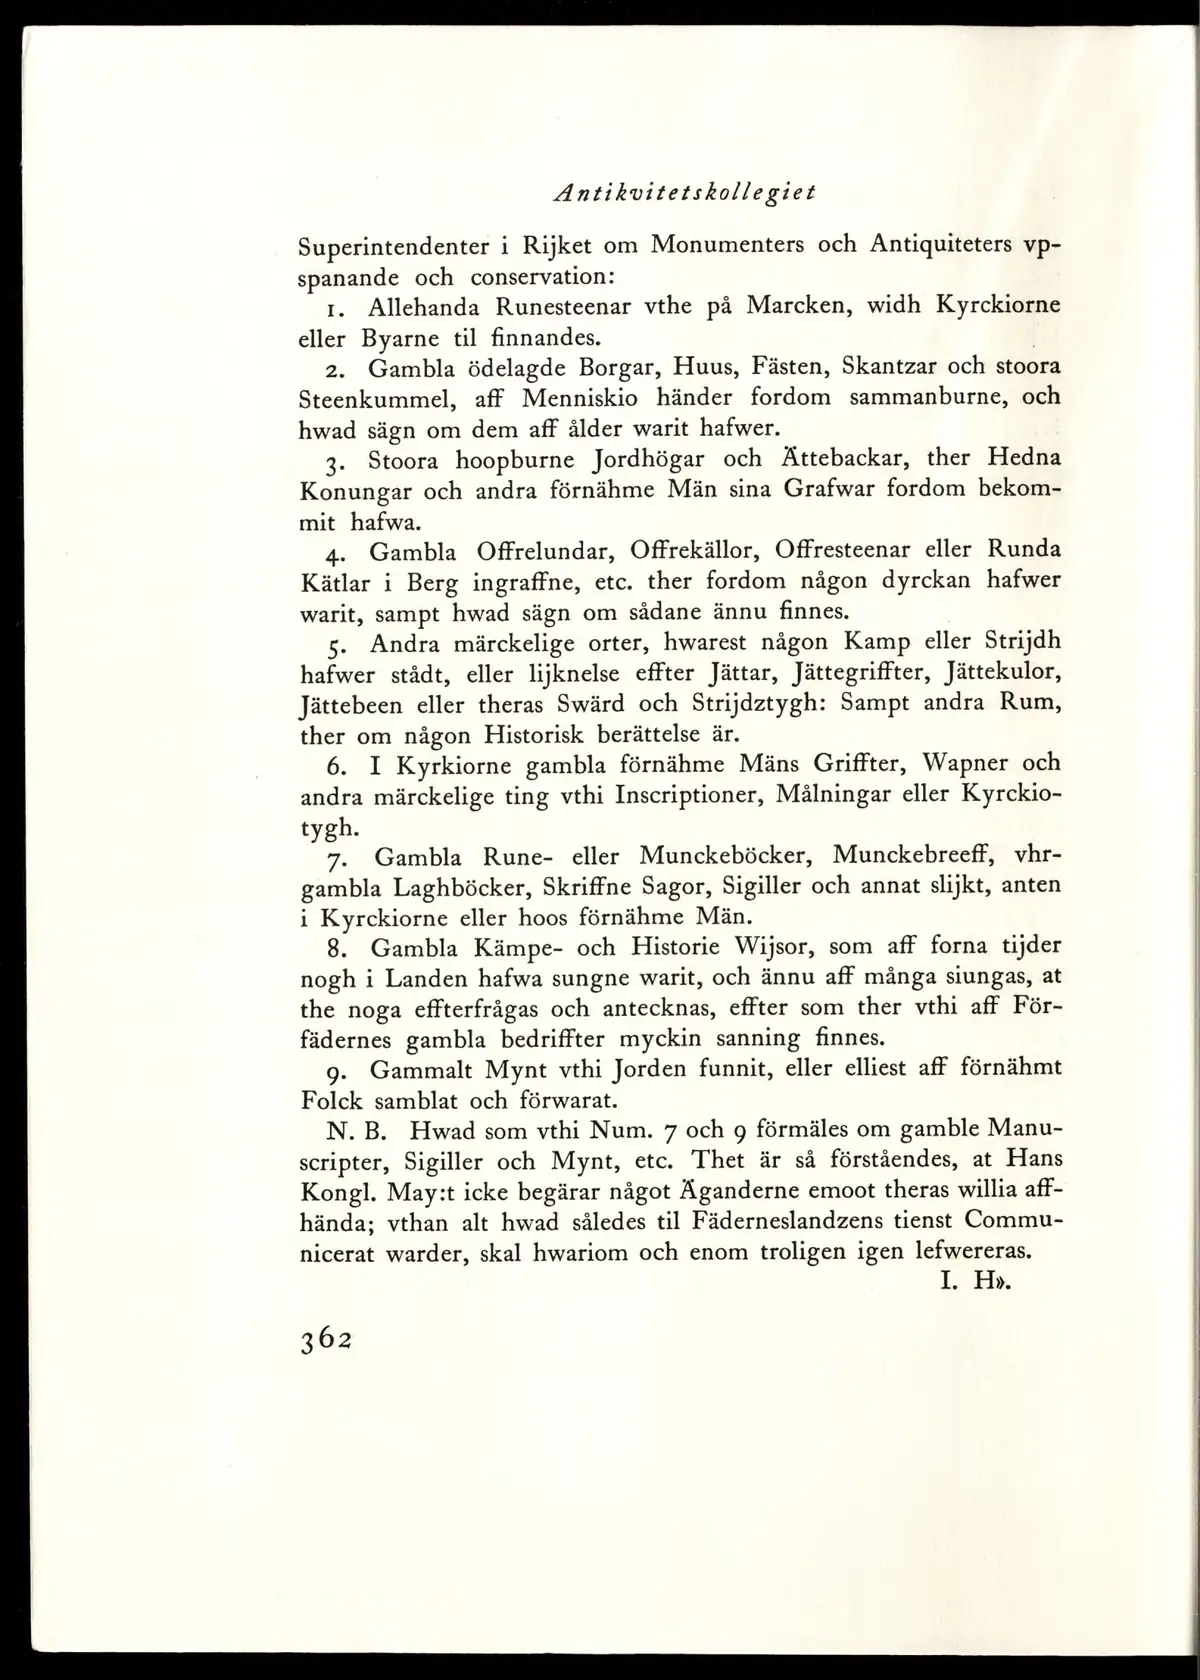 Antikvitetskollegiet
Superintendenter i Rijket om Monumenters och Antiquiteters vp-
spanande och conservation:
1. Allehanda Runesteenar vthe på Marcken, widh Kyrckiorne
eller Byarne til finnandes.
2. Gambla ödelagde Borgar, Huus, Fästen, Skantzar och stoora
Steenkummel, aff Menniskio händer fordom sammanburne, och
hwad sägn om dem aff ålder warit hafwer.
3. Stoora hoopburne Jordhögar och Ättebackar, ther Hedna
Konungar och andra förnähme Män sina Grafwar fordom bekom-
mit hafwa.
4. Gambla Offrelundar, Offrekällor, Offresteenar eller Runda
Kätlar i Berg ingraffne, etc. ther fordom någon dyrckan hafwer
warit, sampt hwad sägn om sådane ännu finnes.
5. Andra märckelige orter, hwarest någon Kamp eller Strijdh
hafwer stådt, eller lijknelse effter Jättar, Jättegriffter, Jättekulor,
Jättebeen eller theras Swärd och Strijdztygh: Sampt andra Rum,
ther om någon Historisk berättelse är.
6. I Kyrkiorne gambla förnähme Mäns Griffter, Wapner och
andra märckelige ting vthi Inscriptioner, Målningar eller Kyrckio-
tygh.
7. Gambla Rune- eller Munckeböcker, Munckebreeff, vhr-
gambla Laghböcker, Skriffne Sagor, Sigiller och annat slijkt, anten
i Kyrckiorne eller hoos förnähme Män.
8. Gambla Kämpe- och Historie Wijsor, som aff forna tijder
nogh i Landen hafwa sungne warit, och ännu aff många siungas, at
the noga effterfrågas och antecknas, effter som ther vthi aff För-
fädernes gambla bedriffter myckin sanning finnes.
9. Gammalt Mynt vthi Jorden funnit, eller elliest aff förnähmt
Folck samblat och förwarat.
N. B. Hwad som vthi Num. 7 och 9 förmäles om gamble Manu-
scripter, Sigiller och Mynt, etc. Thet är så förståendes, at Hans
Kongl. May:t icke begärar något Äganderne emoot theras willia aff-
hända; vthan alt hwad således til Fäderneslandzens tienst Commu-
nicerat warder, skal hwariom och enom troligen igen lefwereras.
I. H».
362